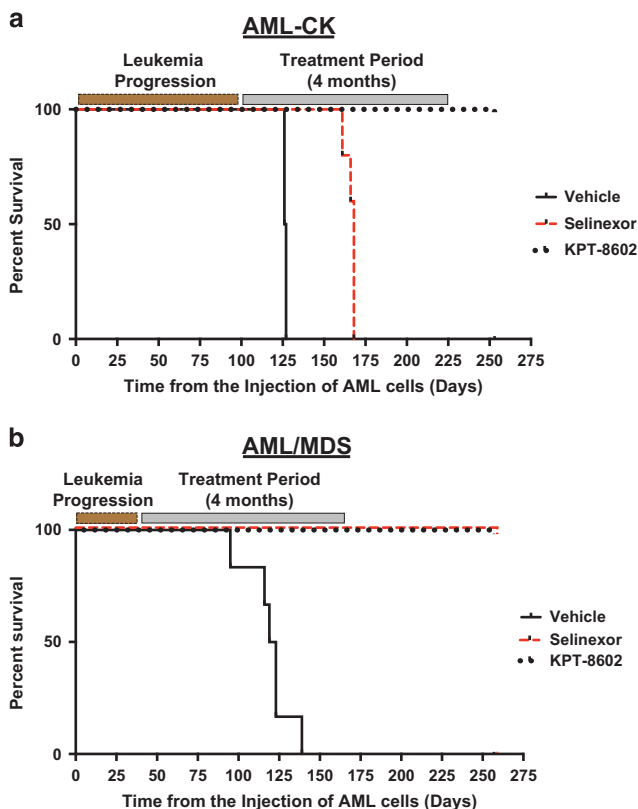 a
AML-CK
Leukemia Progression
Treatment Period (4 months)
Percent Survival
100
50
0
0 25 50 75 100 125 150 175 200 225 250 275
Time from the Injection of AML cells (Days)
Vehicle
Selinexor
KPT-8602
b
AML/MDS
Leukemia Progression
Treatment Period (4 months)
Percent survival
100
50
0
0 25 50 75 100 125 150 175 200 225 250 275
Time from the Injection of AML cells (Days)
Vehicle
Selinexor
KPT-8602